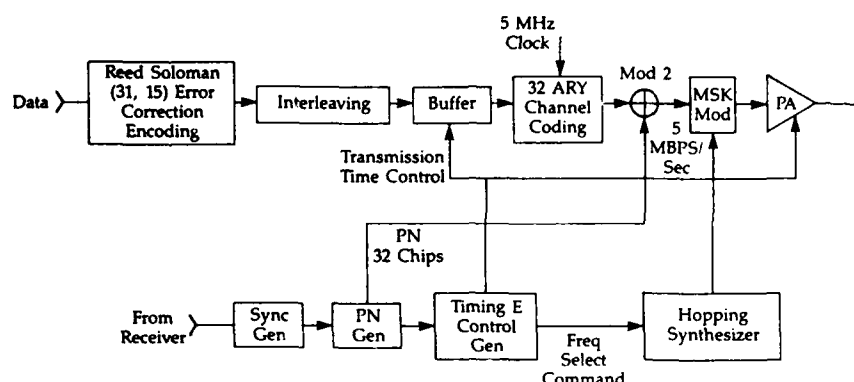 5 MHz
Clock
Data
Reed Soloman
(31, 15) Error
Correction
Encoding
Interleaving
Buffer
32 ARY
Channel
Coding
Mod 2
MSK
Mod
PA
5
MBPS/
Sec
Transmission
Time Control
PN
32 Chips
From
Receiver
Sync
Gen
PN
Gen
Timing E
Control
Gen
Freq
Select
Command
Hopping
Synthesizer